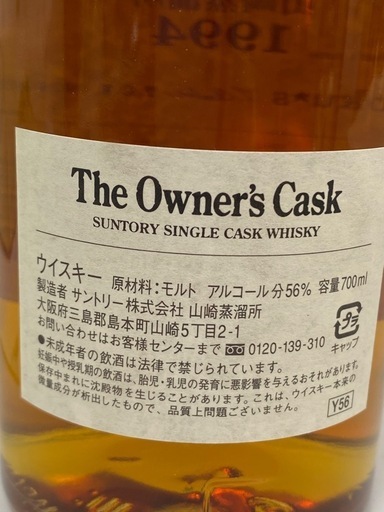 The Owner's Cask
SUNTORY SINGLE CASK WHISKY
ウイスキー 原材料:モルト アルコール分56% 容量700ml
製造者 サントリー株式会社 山崎蒸溜所
大阪府三島郡島本町山崎5丁目2-1
お問い合わせはお客様センターまで 0120-139-310
プラ
キャップ
●未成年者の飲酒は法律で禁じられています。
妊娠中や授乳期の飲酒は、胎児・乳児の発育に悪影響を与えるおそれがあります。
保存中まれに沈殿物を生じることがあります。これは、ウイスキー本来の
微量成分が析出したもので、品質上問題ございません。
Y56
1994